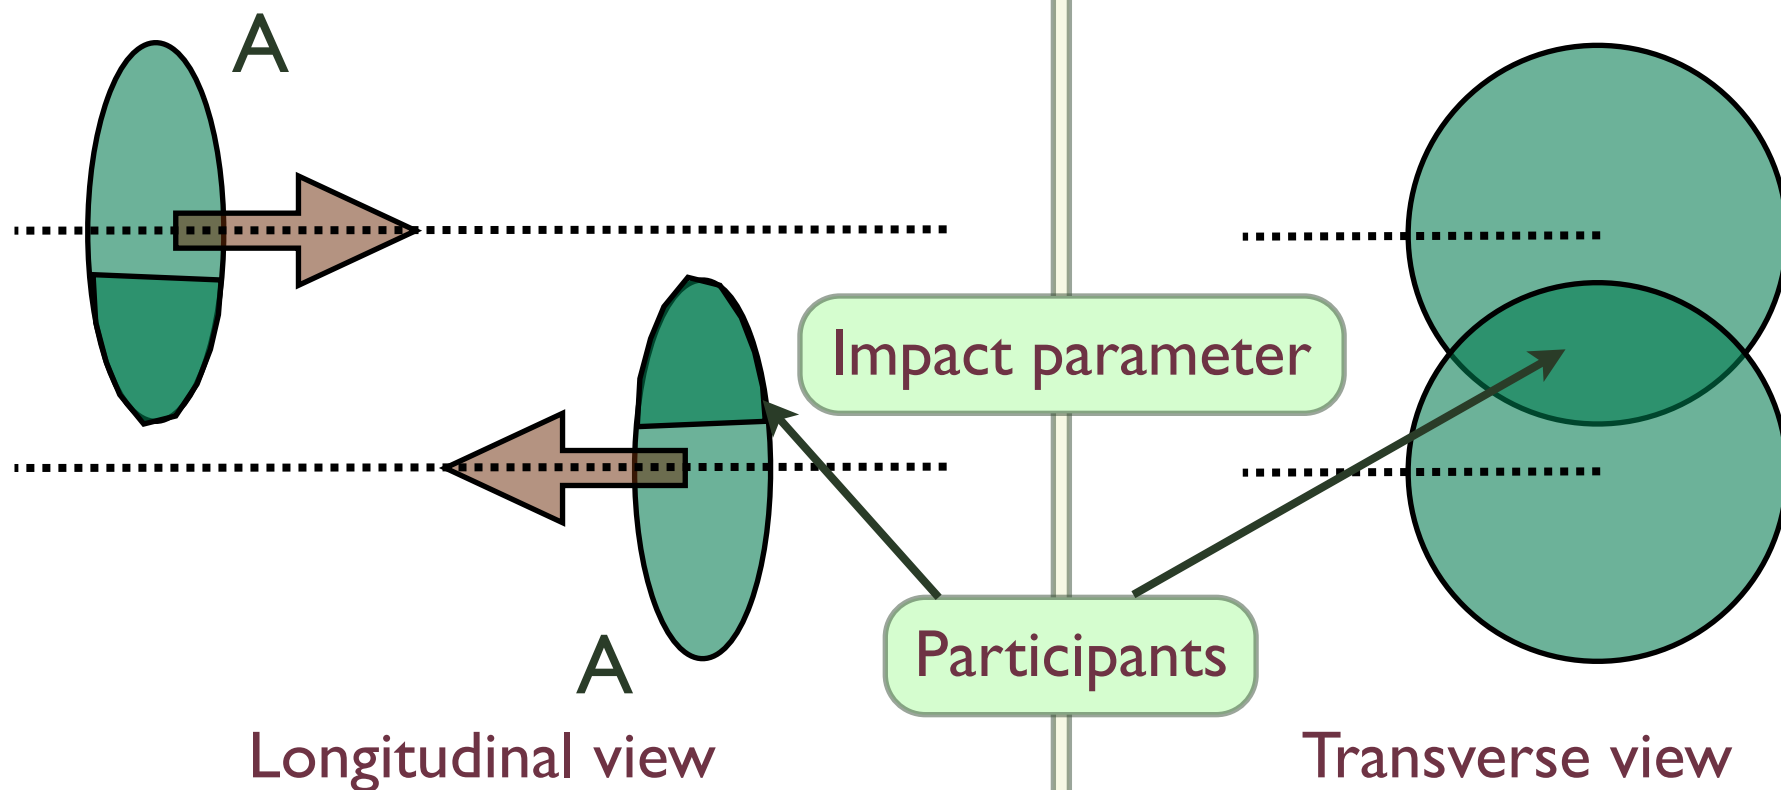 A
Impact parameter
Participants
A
Longitudinal view
Transverse view